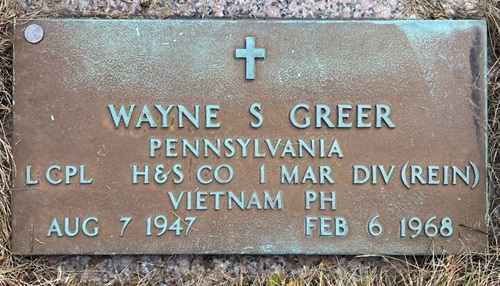 WAYNE S GREER
PENNSYLVANIA
L CPL H&S CO 1 MAR DIV (REIN)
VIETNAM PH
AUG 7 1947 FEB 6 1968